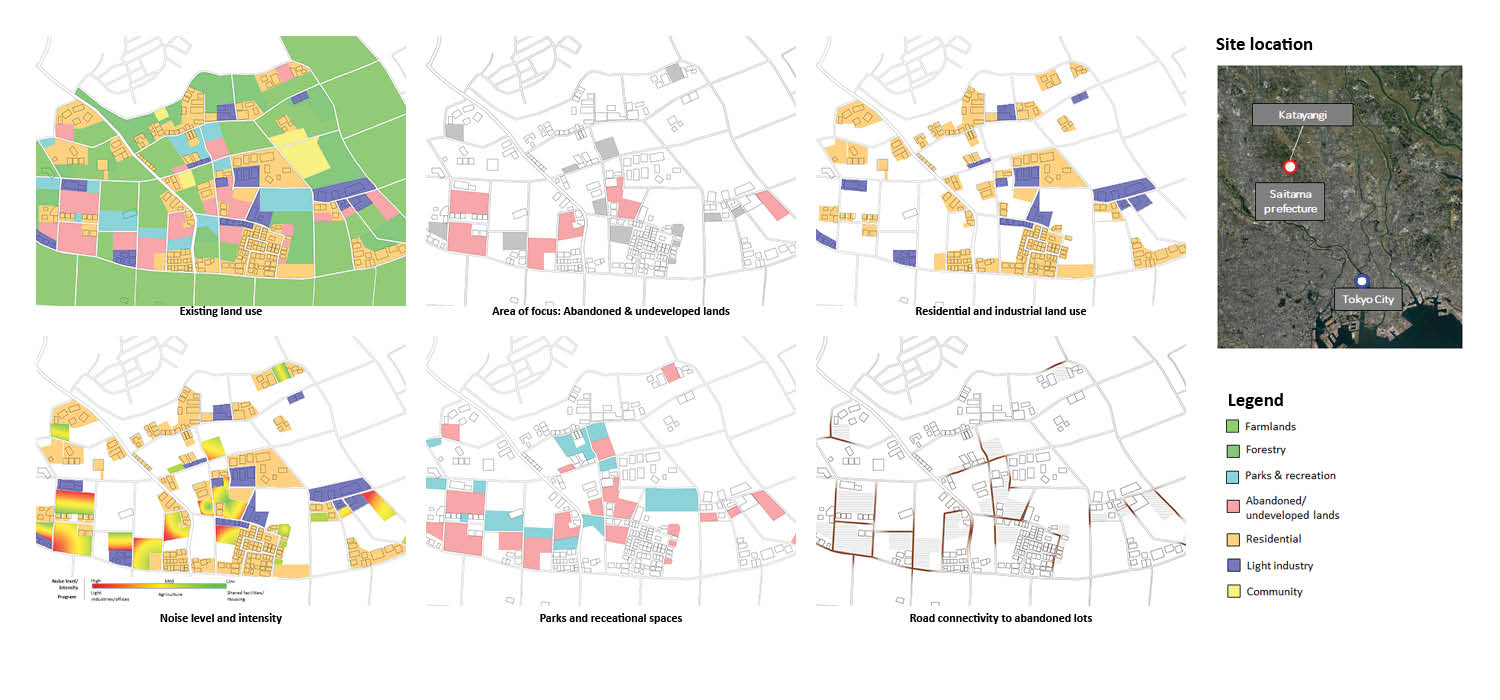 Existing land use
Area of focus: Abandoned & undeveloped lands
Residential and industrial land use
Site location
Katayangi
Saitama
prefecture
Tokyo City
Noise level/
intensity
High
Med
Low
Program
Light
industries/offices
Agriculture
Shared facilities/
Housing
Noise level and intensity
Parks and receational spaces
Road connectivity to abandoned lots
Legend
Farmlands
Forestry
Parks & recreation
Abandoned/
undeveloped lands
Residential
Light industry
Community